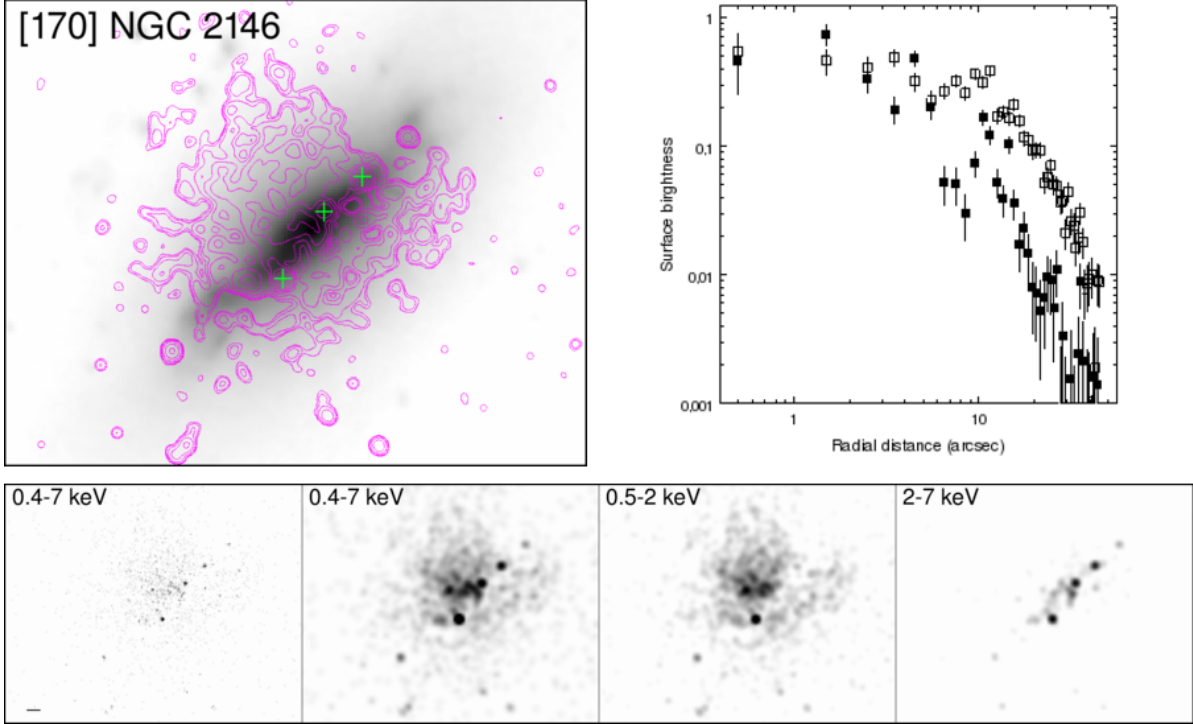 [170] NGC 2146
1
0,1
0,01
0,001
Surface birghtness
1
10
Radial distance (arcsec)
0.4-7 keV
0.4-7 keV
0.5-2 keV
2-7 keV